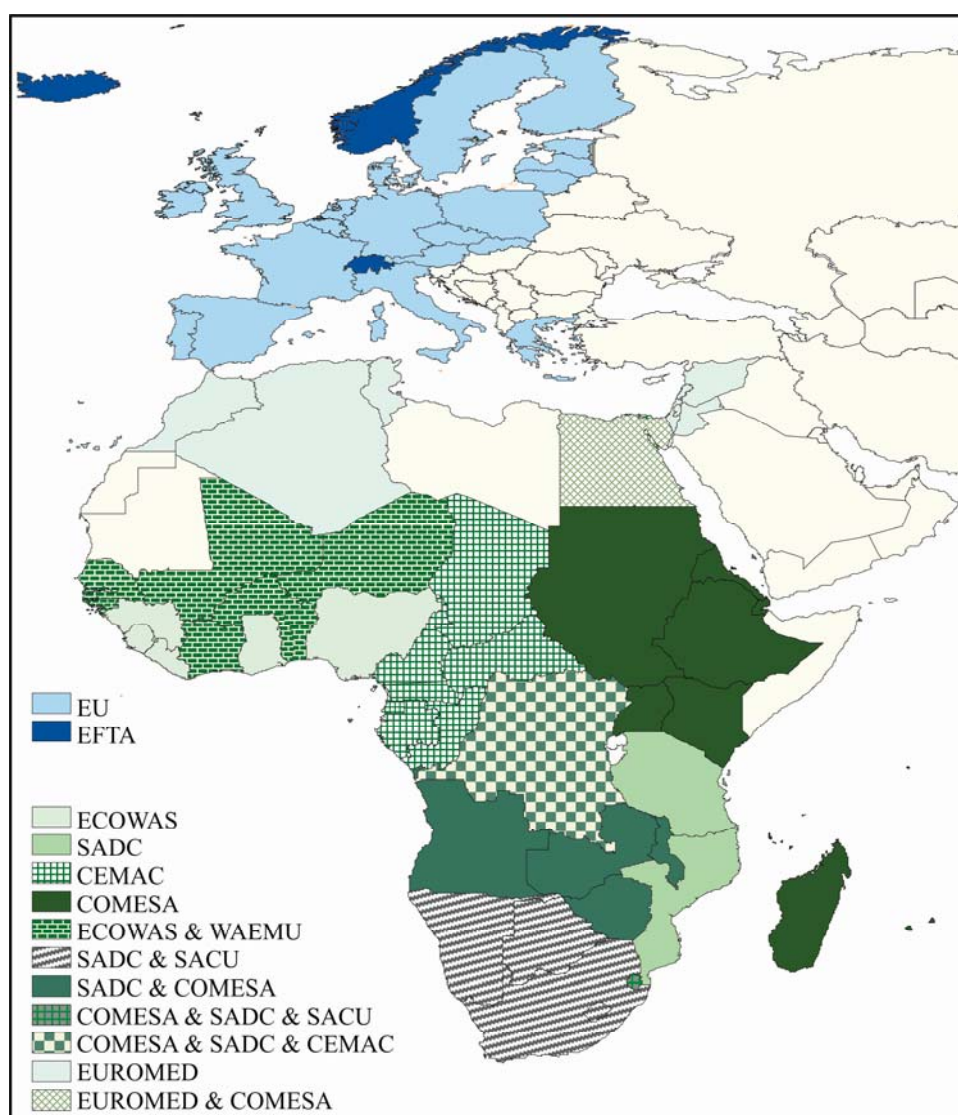 EU
EFTA
ECOWAS
SADC
CEMAC
COMESA
ECOWAS & WAEMU
SADC & SACU
SADC & COMESA
COMESA & SADC & SACU
COMESA & SADC & CEMAC
EUROMED
EUROMED & COMESA